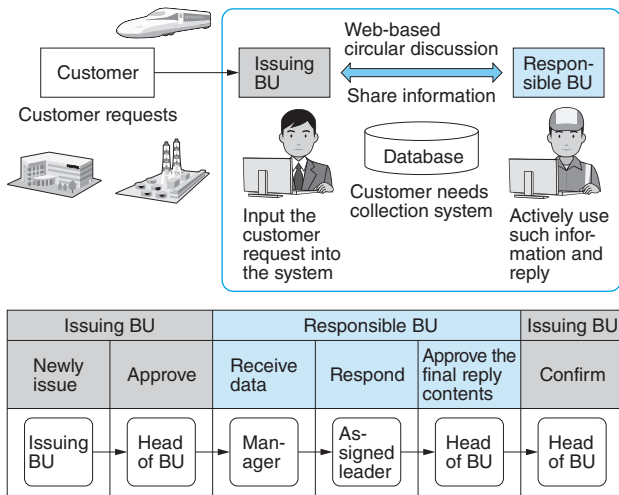 Web-based
circular discussion
Customer
Issuing
BU
Respon-
sible BU
Customer requests
Share information
Database
Customer needs
collection system
Input the
customer
request into
the system
Actively use
such infor-
mation and
reply
Issuing BU
Responsible BU
Issuing BU
Newly
issue
Approve
Receive
data
Respond
Approve the
final reply
contents
Confirm
Issuing
BU
Head
of BU
Man-
ager
As-
signed
leader
Head
of BU
Head
of BU